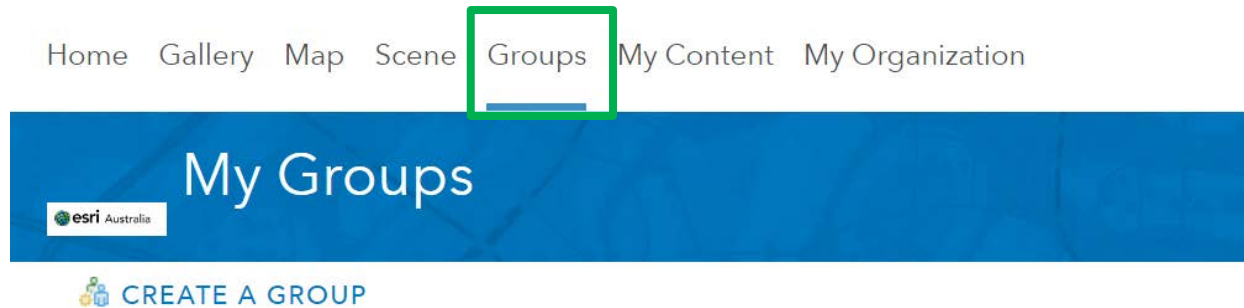 Home Gallery Map Scene Groups My Content My Organization
My Groups
esri Australia
CREATE A GROUP